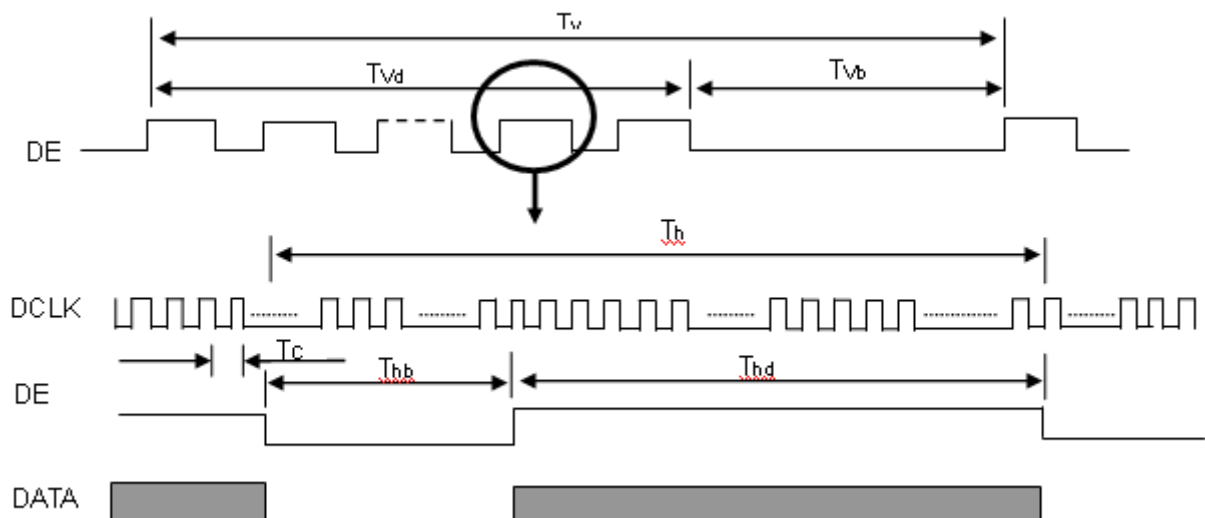 Tv
Tvd
Tvb
DE
Th
DCLK
Tc
Thb
Thd
DE
DATA